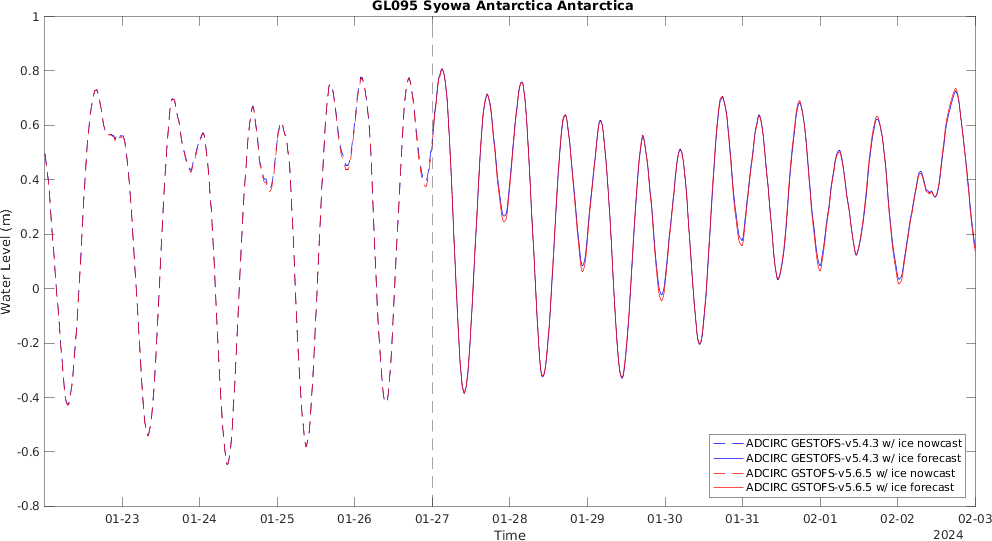 GL095 Syowa Antarctica Antarctica
1
0.8
0.6
0.4
0.2
0
-0.2
-0.4
-0.6
-0.8
Water Level (m)
01-23 01-24 01-25 01-26 01-27 01-28 01-29 01-30 01-31 02-01 02-02 02-03
Time
2024
ADCIRC GESTOFS-v5.4.3 w/ ice nowcast
ADCIRC GESTOFS-v5.4.3 w/ ice forecast
ADCIRC GSTOFS-v5.6.5 w/ ice nowcast
ADCIRC GSTOFS-v5.6.5 w/ ice forecast